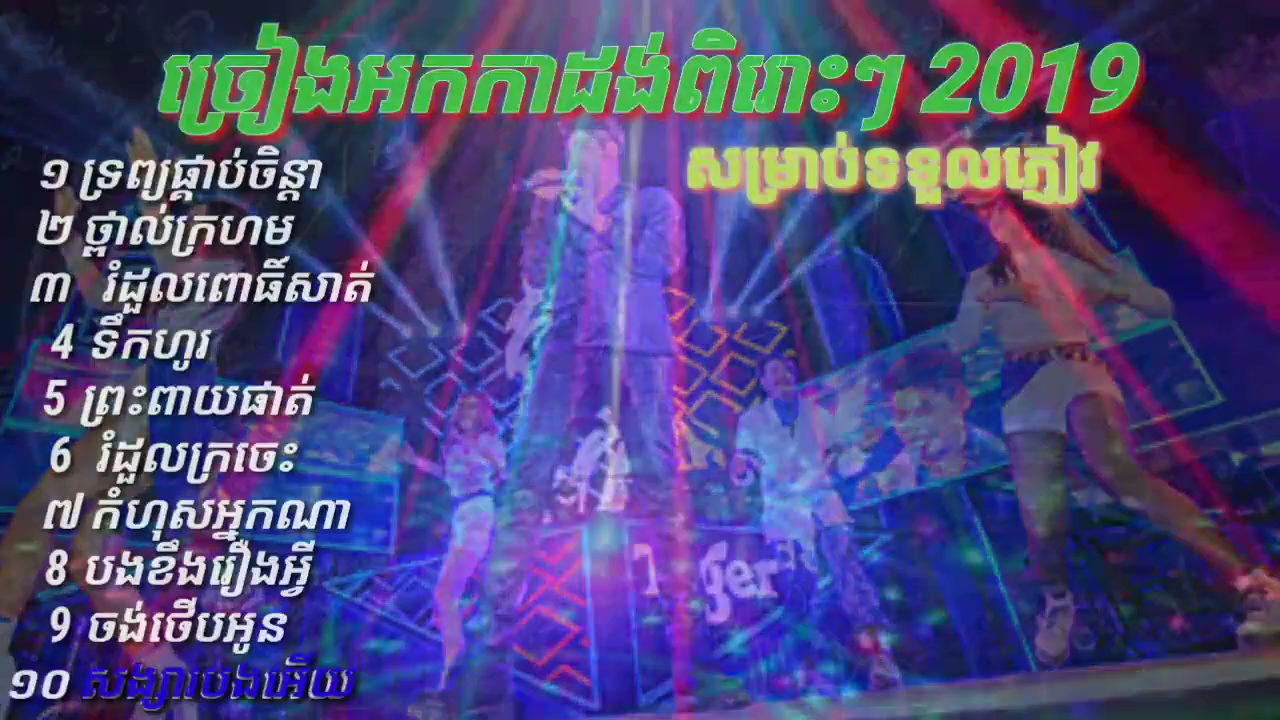 ច្រៀងអកកាដង់ពិរោះៗ 2019
សម្រាប់ទទួលភ្ញៀវ
១ ទ្រព្យផ្គាប់ចិន្តា
២ ថ្ពាល់ក្រហម
៣ រំដួលពោធិ៍សាត់
4 ទឹកហូរ
5 ព្រះពាយផាត់
6 រំដួលក្រចេះ
៧ កំហុសអ្នកណា
8 បងខឹងរឿងអ្វី
9 ចង់ថើបអូន
១០ សង្សារបងអើយ